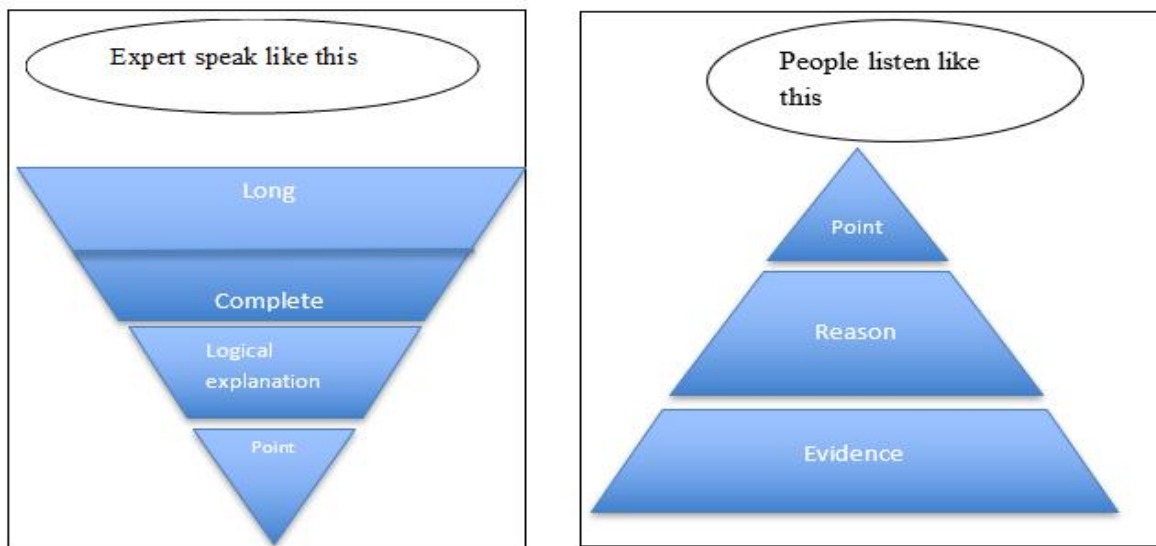 Expert speak like this
Long
Complete
Logical
explanation
Point
People listen like
this
Point
Reason
Evidence